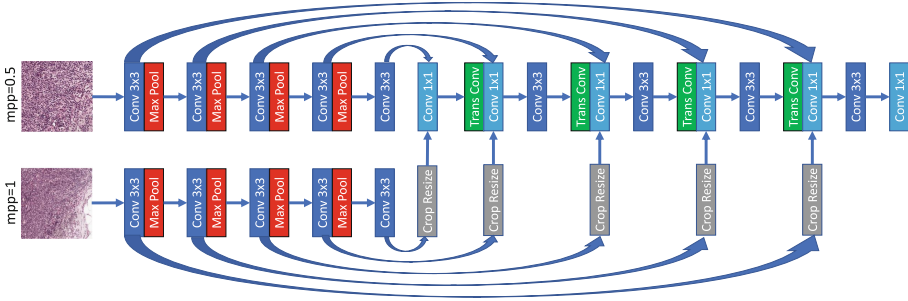 mpp=0.5
Conv 3x3
Max Pool
Conv 3x3
Max Pool
Conv 3x3
Max Pool
Conv 3x3
Max Pool
Conv 3x3
Conv 1x1
Trans Conv
Conv 1x1
Conv 3x3
Trans Conv
Conv 1x1
Conv 3x3
Trans Conv
Conv 1x1
Conv 3x3
Trans Conv
Conv 1x1
Conv 3x3
Conv 1x1
mpp=1
Conv 3x3
Max Pool
Conv 3x3
Max Pool
Conv 3x3
Max Pool
Conv 3x3
Max Pool
Conv 3x3
Crop Resize
Crop Resize
Crop Resize
Crop Resize
Crop Resize